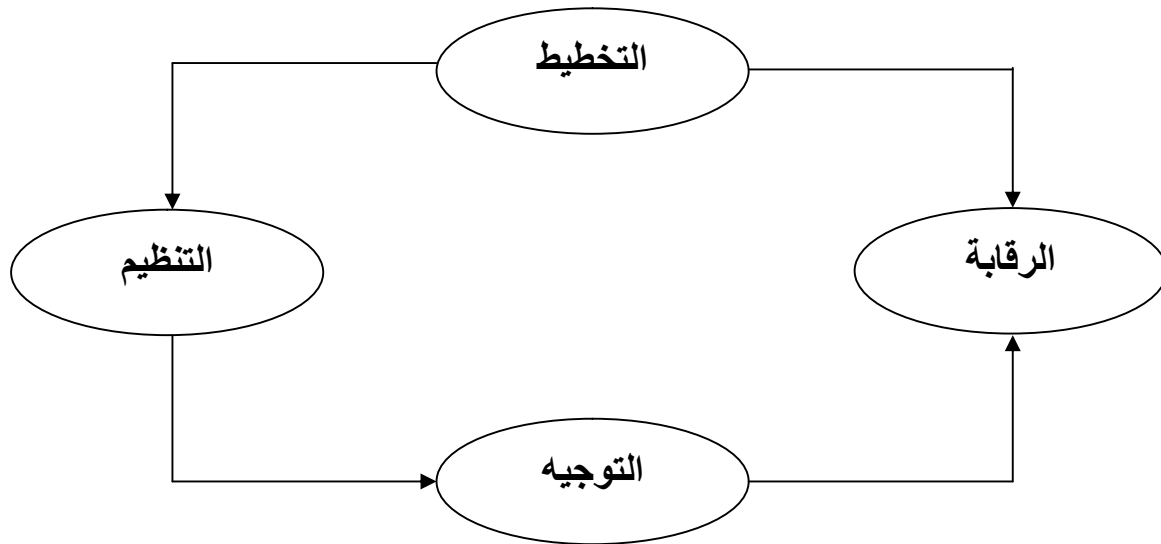 التخطيط
الرقابة
التنظيم
التوجيه